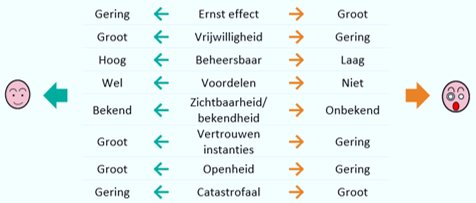 Gering Ernst effect Groot
Groot Vrijwilligheid Gering
Hoog Beheersbaar Laag
Wel Voordelen Niet
Bekend Zichtbaarheid/ bekendheid Onbekend
Groot Vertrouwen instanties Gering
Groot Openheid Gering
Gering Catastrofaal Groot